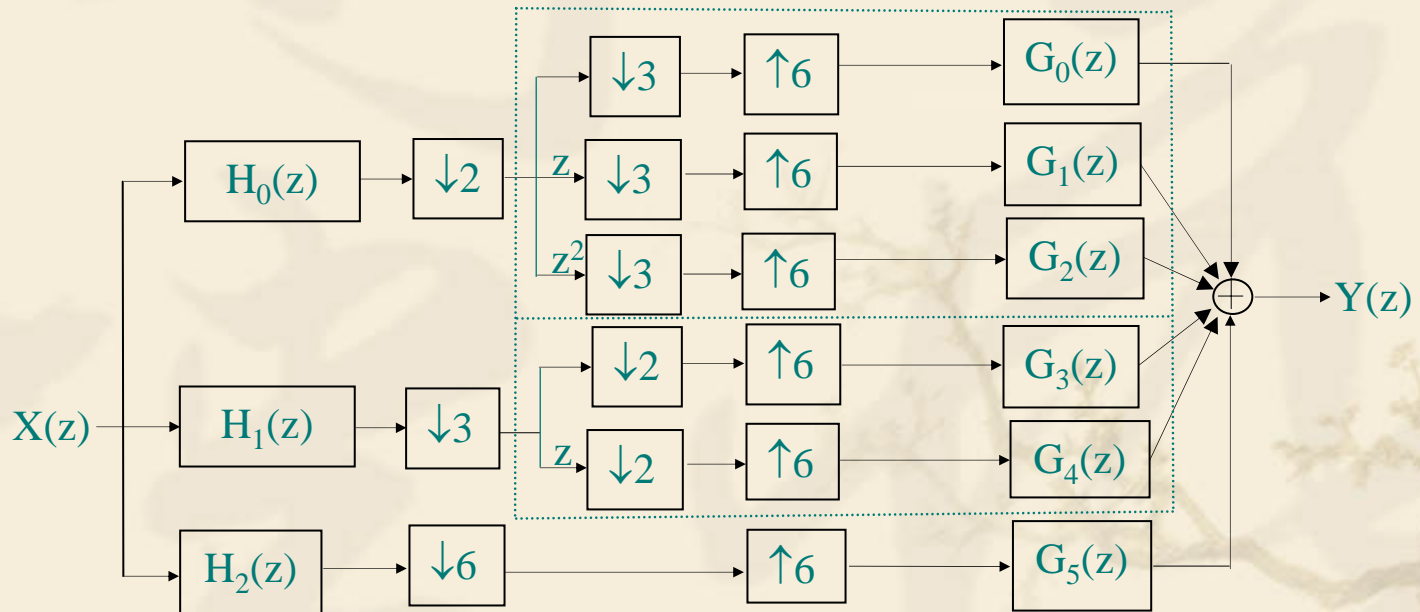 ↓3 ↑6 G₀(z)
H₀(z) ↓2 z ↓3 ↑6 G₁(z)
z² ↓3 ↑6 G₂(z)
+ Y(z)
↓2 ↑6 G₃(z)
X(z) H₁(z) ↓3 z ↓2 ↑6 G₄(z)
H₂(z) ↓6 ↑6 G₅(z)